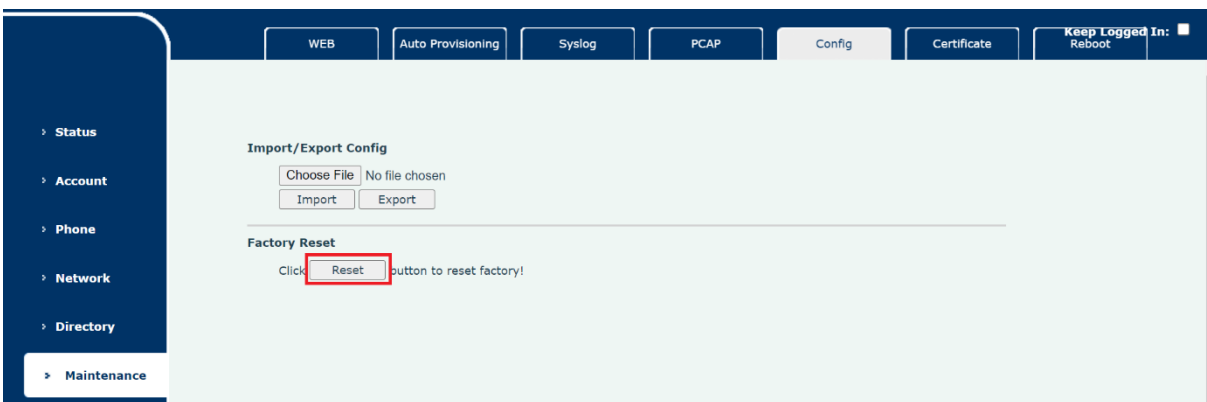 Keep Logged In:
WEB
Auto Provisioning
Syslog
PCAP
Config
Certificate
Reboot
Status
Account
Phone
Network
Directory
Maintenance
Import/Export Config
Choose File No file chosen
Import Export
Factory Reset
Click Reset button to reset factory!